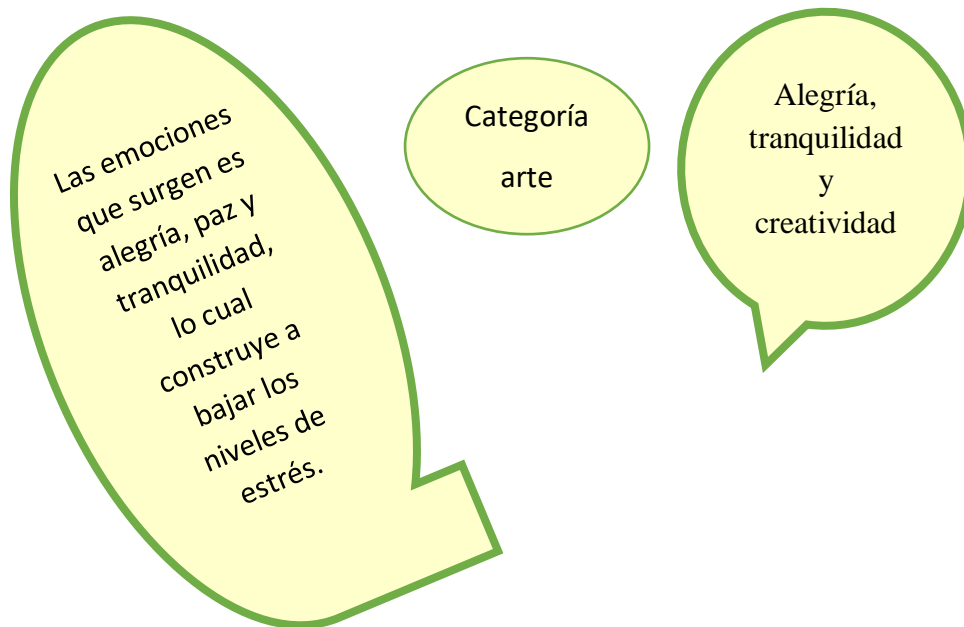 Las emociones
que surgen es
alegría, paz y
tranquilidad,
lo cual
construye a
bajar los
niveles de
estrés.
Categoría
arte
Alegría,
tranquilidad
y
creatividad